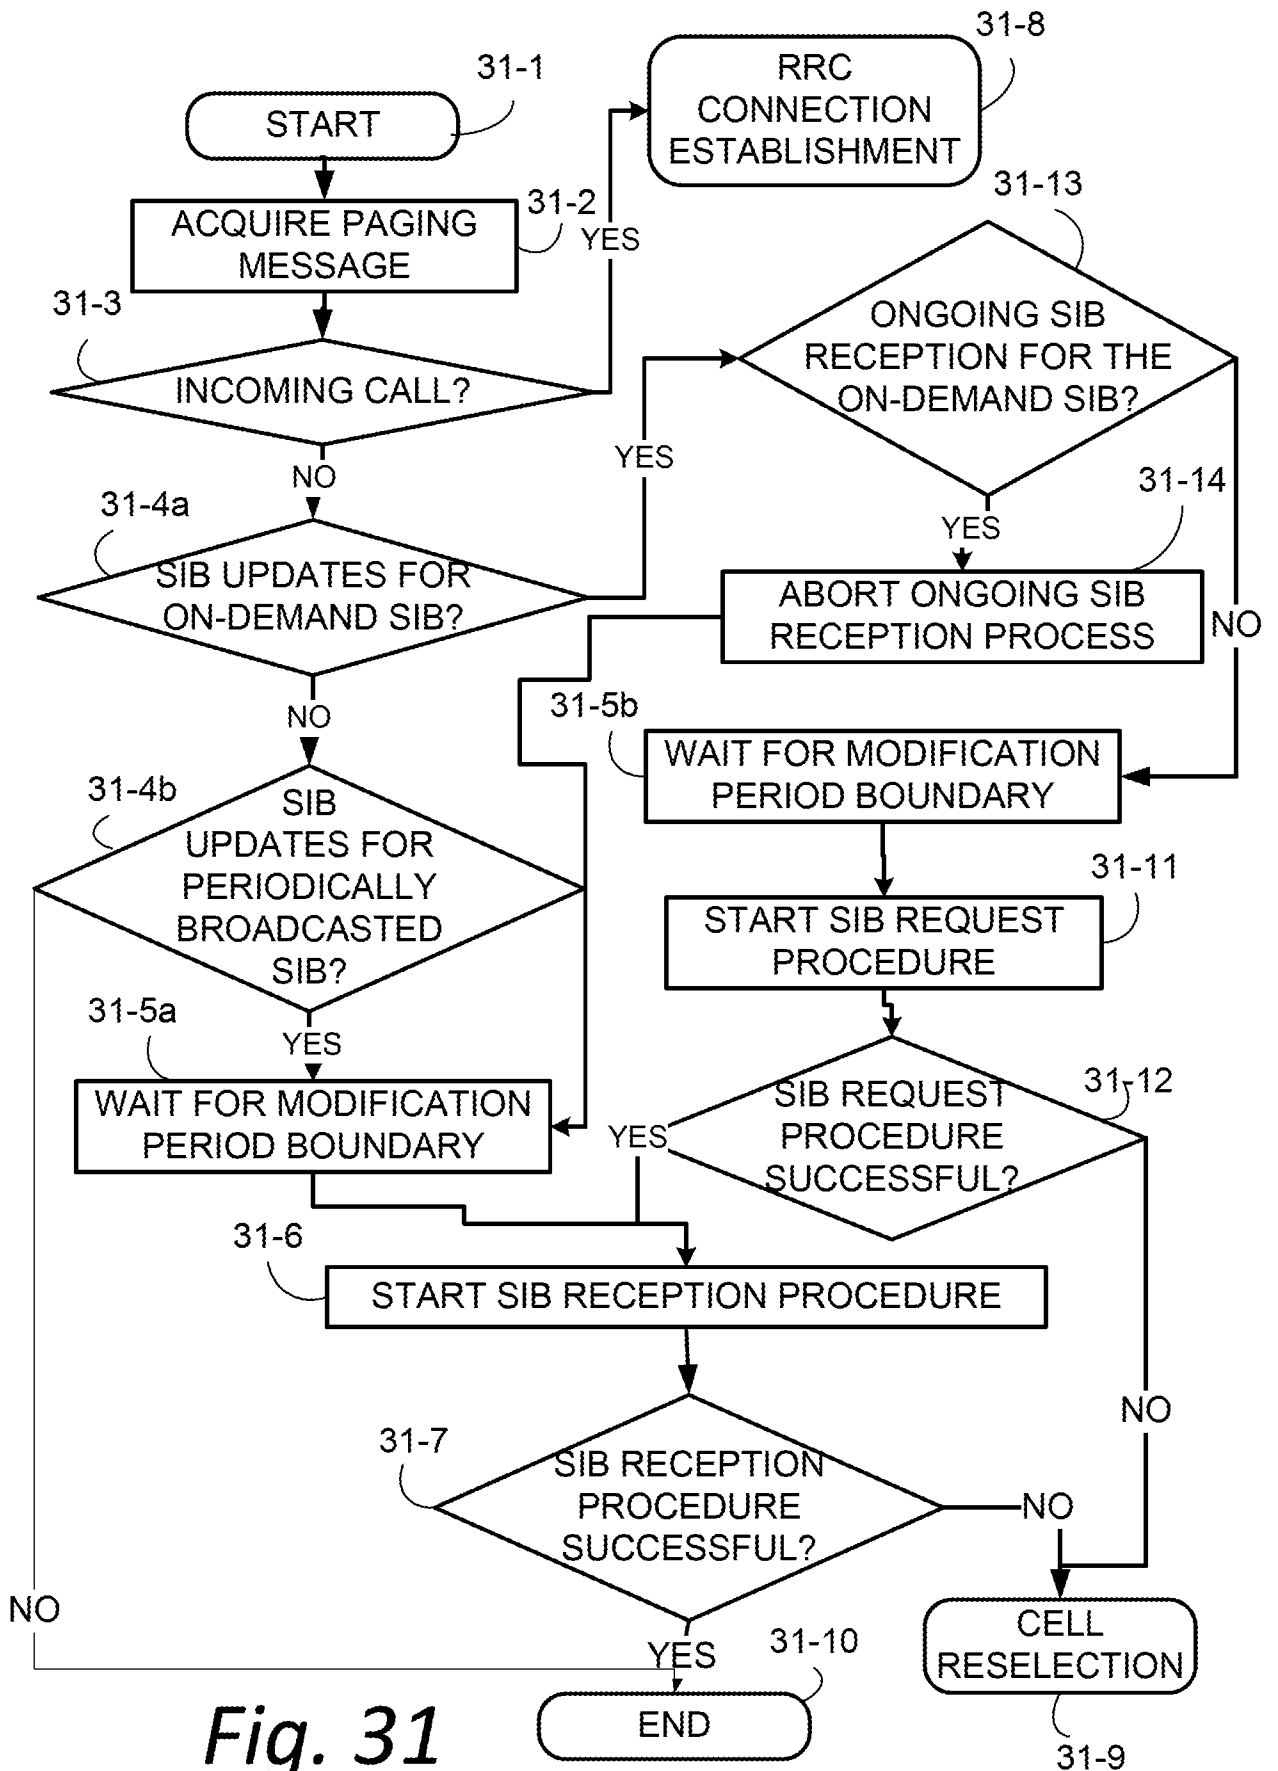 31-1
START
31-8
RRC
CONNECTION
ESTABLISHMENT
31-2
ACQUIRE PAGING
MESSAGE
YES
31-13
31-3
INCOMING CALL?
ONGOING SIB
RECEPTION FOR THE
ON-DEMAND SIB?
NO
YES
31-4a
SIB UPDATES FOR
ON-DEMAND SIB?
YES
31-14
ABORT ONGOING SIB
RECEPTION PROCESS
NO
NO
31-5b
WAIT FOR MODIFICATION
PERIOD BOUNDARY
31-4b
SIB
UPDATES FOR
PERIODICALLY
BROADCASTED
SIB?
31-11
START SIB REQUEST
PROCEDURE
31-5a
YES
WAIT FOR MODIFICATION
PERIOD BOUNDARY
31-12
SIB REQUEST
PROCEDURE
SUCCESSFUL?
YES
31-6
START SIB RECEPTION PROCEDURE
NO
31-7
SIB RECEPTION
PROCEDURE
SUCCESSFUL?
NO
NO
YES
CELL
RESELECTION
31-10
END
31-9
Fig. 31